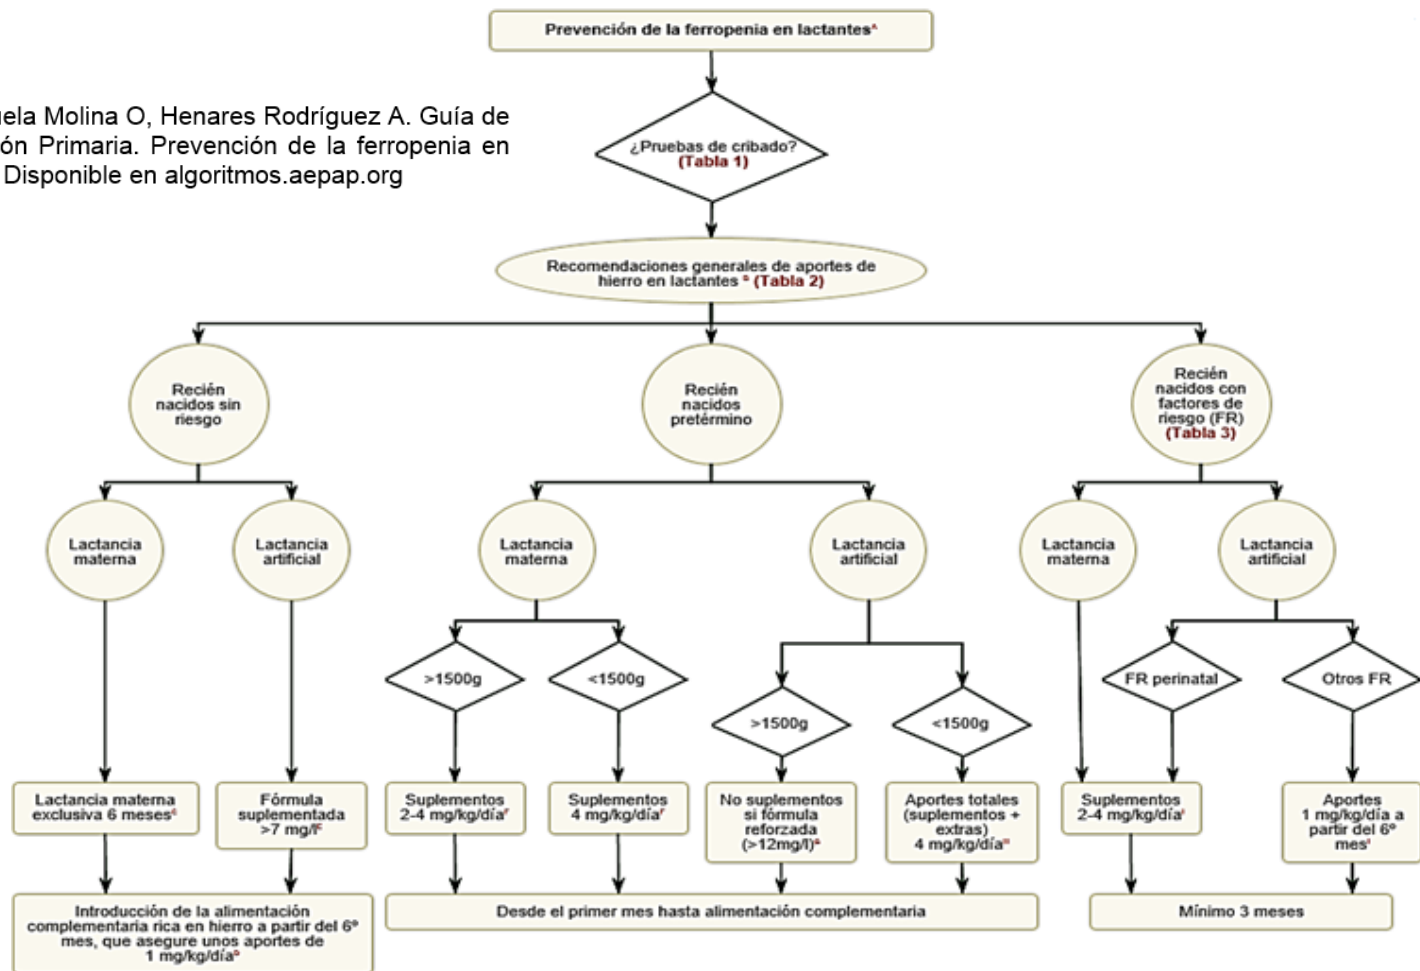 Prevención de la ferropenia en lactantes
uela Molina O, Henares Rodríguez A. Guía de
ón Primaria. Prevención de la ferropenia en
Disponible en algoritmos.aepap.org
¿Pruebas de cribado?
(Tabla 1)
Recomendaciones generales de aportes de
hierro en lactantes (Tabla 2)
Recién
nacidos sin
riesgo
Recién
nacidos
pretérmino
Recién
nacidos con
factores de
riesgo (FR)
(Tabla 3)
Lactancia
materna
Lactancia
artificial
Lactancia
materna
Lactancia
artificial
Lactancia
materna
Lactancia
artificial
>1500g
<1500g
>1500g
<1500g
FR perinatal
Otros FR
Lactancia materna
exclusiva 6 meses
Fórmula
suplementada
>7 mg/l
Suplementos
2-4 mg/kg/día
Suplementos
4 mg/kg/día
No suplementos
si fórmula
reforzada
(>12mg/l)
Aportes totales
(suplementos +
extras)
4 mg/kg/día
Suplementos
2-4 mg/kg/día
Aportes
1 mg/kg/día a
partir del 6º
mes
Introducción de la alimentación
complementaria rica en hierro a partir del 6º
mes, que asegure unos aportes de
1 mg/kg/día
Desde el primer mes hasta alimentación complementaria
Mínimo 3 meses